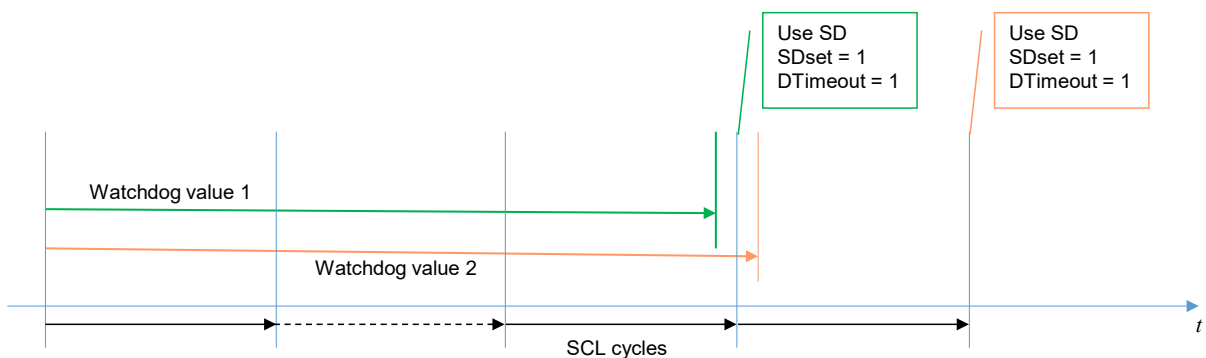 Use SD
SDset = 1
DTimeout = 1
Use SD
SDset = 1
DTimeout = 1
Watchdog value 1
Watchdog value 2
t
SCL cycles